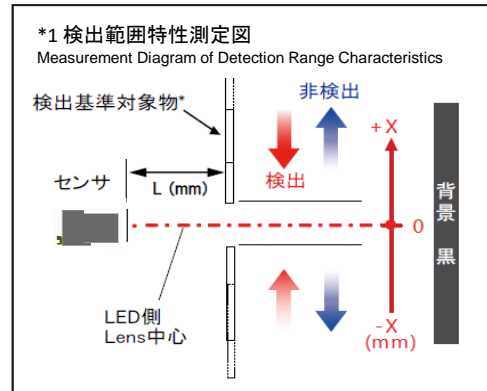 *1 検出範囲特性測定図
Measurement Diagram of Detection Range Characteristics
検出基準対象物*
非検出
+X
センサ
L (mm)
検出
0
背景 黒
LED側
Lens中心
-X
(mm)